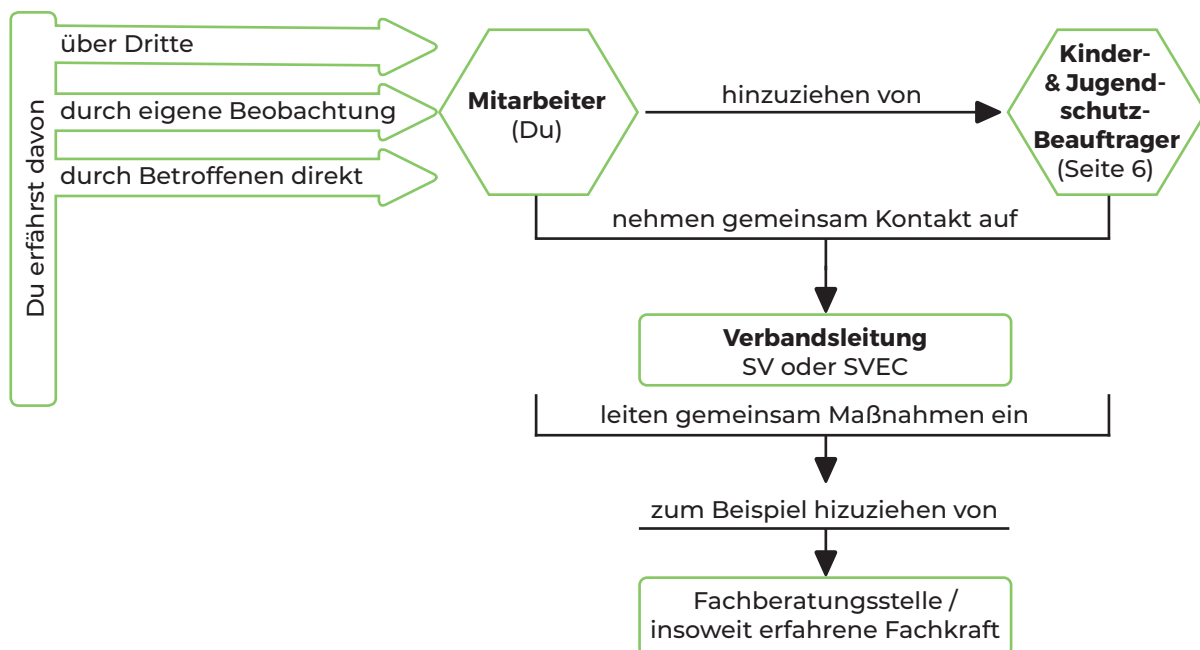 Du erfährst davon
über Dritte
durch eigene Beobachtung
durch Betroffenen direkt
Mitarbeiter
(Du)
hinzuziehen von
Kinder-
& Jugend-
schutz-
Beauftrager
(Seite 6)
nehmen gemeinsam Kontakt auf
Verbandsleitung
SV oder SVEC
leiten gemeinsam Maßnahmen ein
zum Beispiel hizuziehen von
Fachberatungsstelle /
insoweit erfahrene Fachkraft